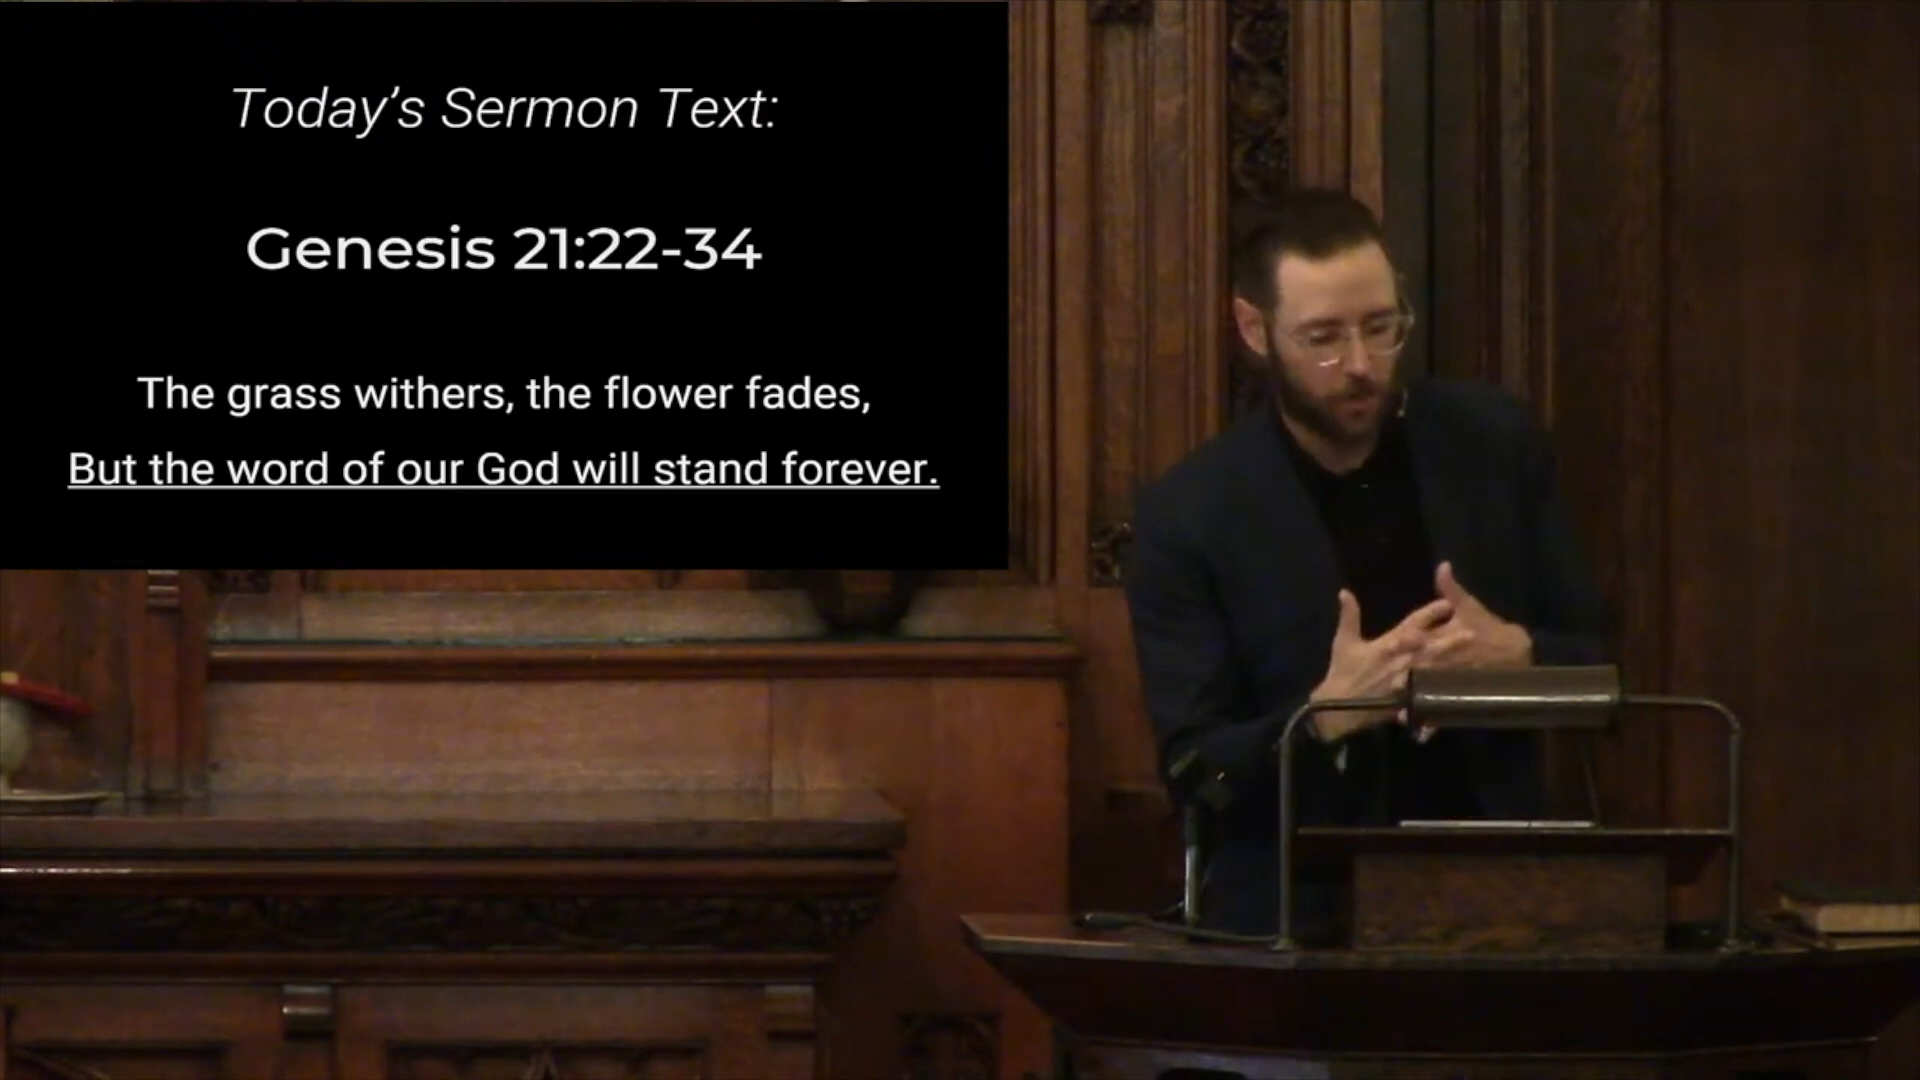 Today’s Sermon Text:
Genesis 21:22-34
The grass withers, the flower fades,
But the word of our God will stand forever.